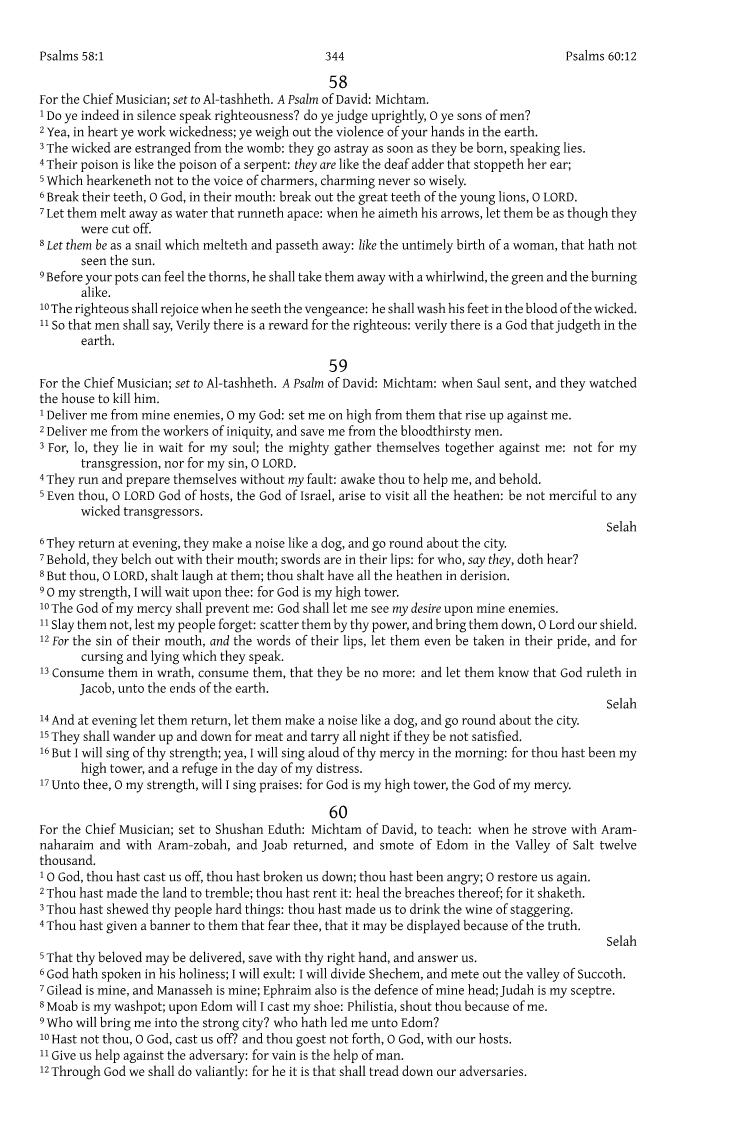 Psalms 58:1 344 Psalms 60:12
58
For the Chief Musician; set to Al-tashheth. A Psalm of David: Michtam.
1 Do ye indeed in silence speak righteousness? do ye judge uprightly, O ye sons of men?
2 Yea, in heart ye work wickedness; ye weigh out the violence of your hands in the earth.
3 The wicked are estranged from the womb: they go astray as soon as they be born, speaking lies.
4 Their poison is like the poison of a serpent: they are like the deaf adder that stoppeth her ear;
5 Which hearkeneth not to the voice of charmers, charming never so wisely.
6 Break their teeth, O God, in their mouth: break out the great teeth of the young lions, O LORD.
7 Let them melt away as water that runneth apace: when he aimeth his arrows, let them be as though they
were cut off.
8 Let them be as a snail which melteth and passeth away: like the untimely birth of a woman, that hath not
seen the sun.
9 Before your pots can feel the thorns, he shall take them away with a whirlwind, the green and the burning
alike.
10 The righteous shall rejoice when he seeth the vengeance: he shall wash his feet in the blood of the wicked.
11 So that men shall say, Verily there is a reward for the righteous: verily there is a God that judgeth in the
earth.
59
For the Chief Musician; set to Al-tashheth. A Psalm of David: Michtam: when Saul sent, and they watched
the house to kill him.
1 Deliver me from mine enemies, O my God: set me on high from them that rise up against me.
2 Deliver me from the workers of iniquity, and save me from the bloodthirsty men.
3 For, lo, they lie in wait for my soul; the mighty gather themselves together against me: not for my
transgression, nor for my sin, O LORD.
4 They run and prepare themselves without my fault: awake thou to help me, and behold.
5 Even thou, O LORD God of hosts, the God of Israel, arise to visit all the heathen: be not merciful to any
wicked transgressors.
Selah
6 They return at evening, they make a noise like a dog, and go round about the city.
7 Behold, they belch out with their mouth; swords are in their lips: for who, say they, doth hear?
8 But thou, O LORD, shalt laugh at them; thou shalt have all the heathen in derision.
9 O my strength, I will wait upon thee: for God is my high tower.
10 The God of my mercy shall prevent me: God shall let me see my desire upon mine enemies.
11 Slay them not, lest my people forget: scatter them by thy power, and bring them down, O Lord our shield.
12 For the sin of their mouth, and the words of their lips, let them even be taken in their pride, and for
cursing and lying which they speak.
13 Consume them in wrath, consume them, that they be no more: and let them know that God ruleth in
Jacob, unto the ends of the earth.
Selah
14 And at evening let them return, let them make a noise like a dog, and go round about the city.
15 They shall wander up and down for meat and tarry all night if they be not satisfied.
16 But I will sing of thy strength; yea, I will sing aloud of thy mercy in the morning: for thou hast been my
high tower, and a refuge in the day of my distress.
17 Unto thee, O my strength, will I sing praises: for God is my high tower, the God of my mercy.
60
For the Chief Musician; set to Shushan Eduth: Michtam of David, to teach: when he strove with Aram-
naharaim and with Aram-zobah, and Joab returned, and smote of Edom in the Valley of Salt twelve
thousand.
1 O God, thou hast cast us off, thou hast broken us down; thou hast been angry; O restore us again.
2 Thou hast made the land to tremble; thou hast rent it: heal the breaches thereof; for it shaketh.
3 Thou hast shewed thy people hard things: thou hast made us to drink the wine of staggering.
4 Thou hast given a banner to them that fear thee, that it may be displayed because of the truth.
Selah
5 That thy beloved may be delivered, save with thy right hand, and answer us.
6 God hath spoken in his holiness; I will exult: I will divide Shechem, and mete out the valley of Succoth.
7 Gilead is mine, and Manasseh is mine; Ephraim also is the defence of mine head; Judah is my sceptre.
8 Moab is my washpot; upon Edom will I cast my shoe: Philistia, shout thou because of me.
9 Who will bring me into the strong city? who hath led me unto Edom?
10 Hast not thou, O God, cast us off? and thou goest not forth, O God, with our hosts.
11 Give us help against the adversary: for vain is the help of man.
12 Through God we shall do valiantly: for he it is that shall tread down our adversaries.